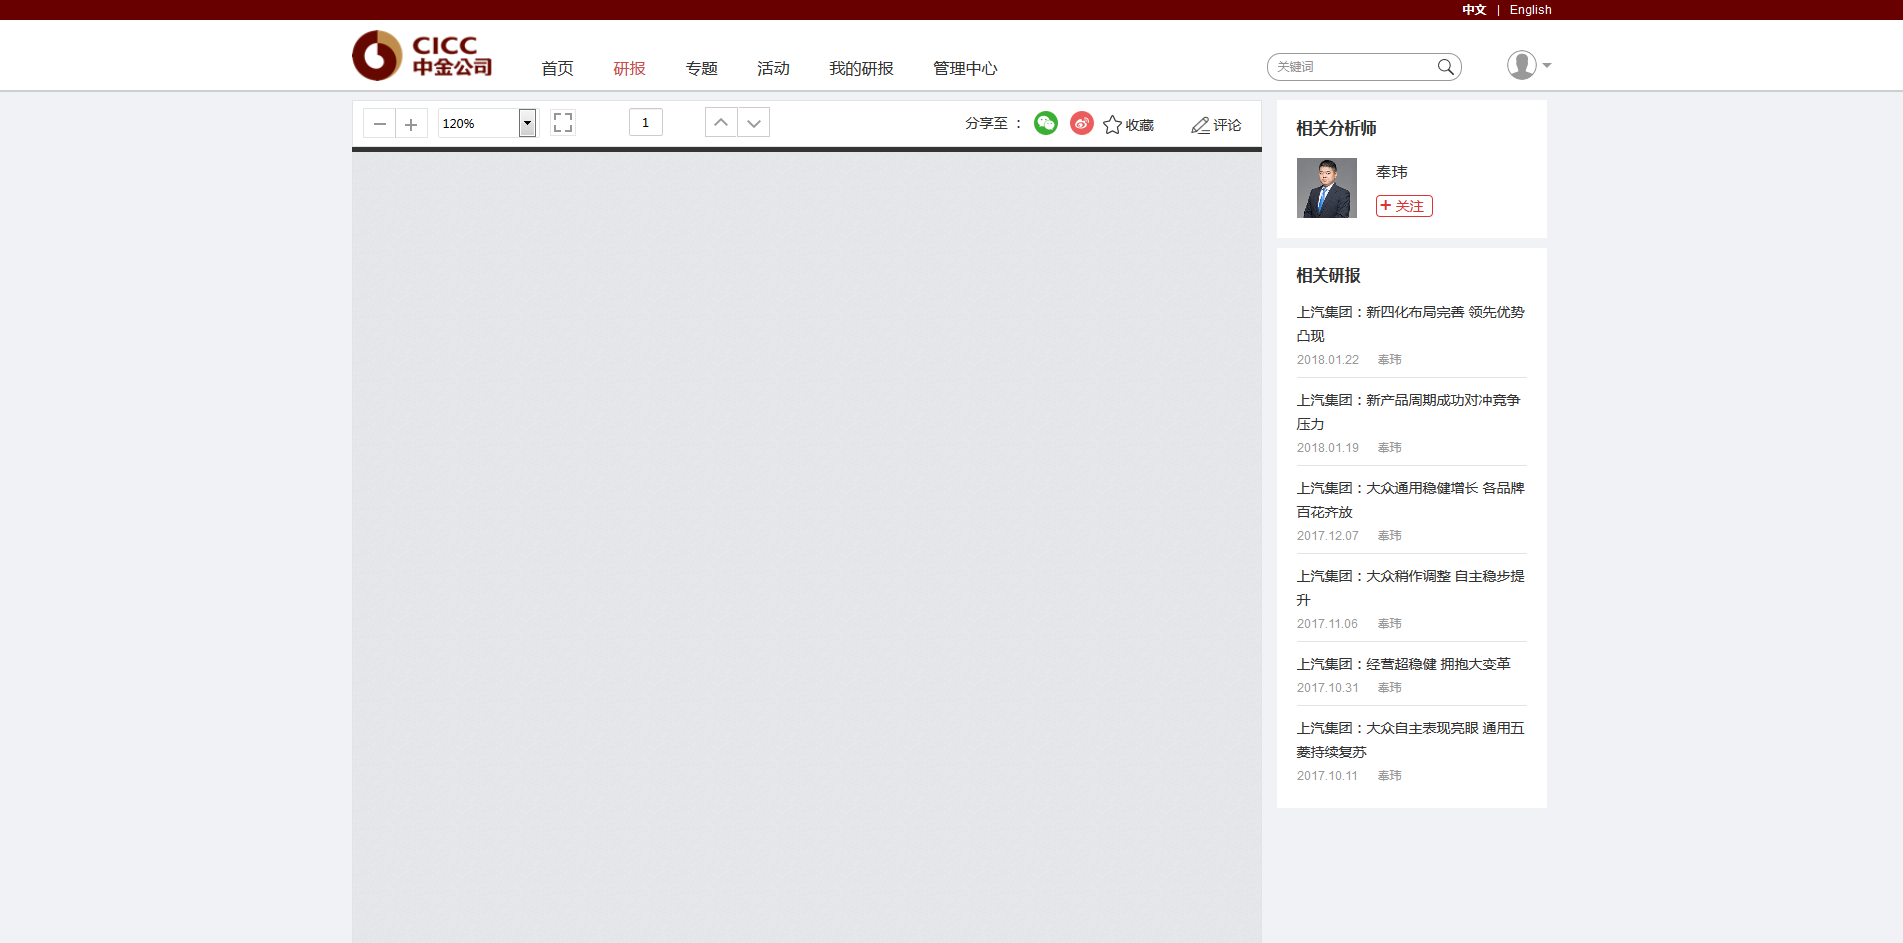 中文 | English
CICC
中金公司
首页 研报 专题 活动 我的研报 管理中心
关键词
120%
1
分享至：
收藏
评论
相关分析师
奉玮
+ 关注
相关研报
上汽集团：新四化布局完善 领先优势
凸现
2018.01.22 奉玮
上汽集团：新产品周期成功对冲竞争
压力
2018.01.19 奉玮
上汽集团：大众通用稳健增长 各品牌
百花齐放
2017.12.07 奉玮
上汽集团：大众稍作调整 自主稳步提
升
2017.11.06 奉玮
上汽集团：经营超稳健 拥抱大变革
2017.10.31 奉玮
上汽集团：大众自主表现亮眼 通用五
菱持续复苏
2017.10.11 奉玮